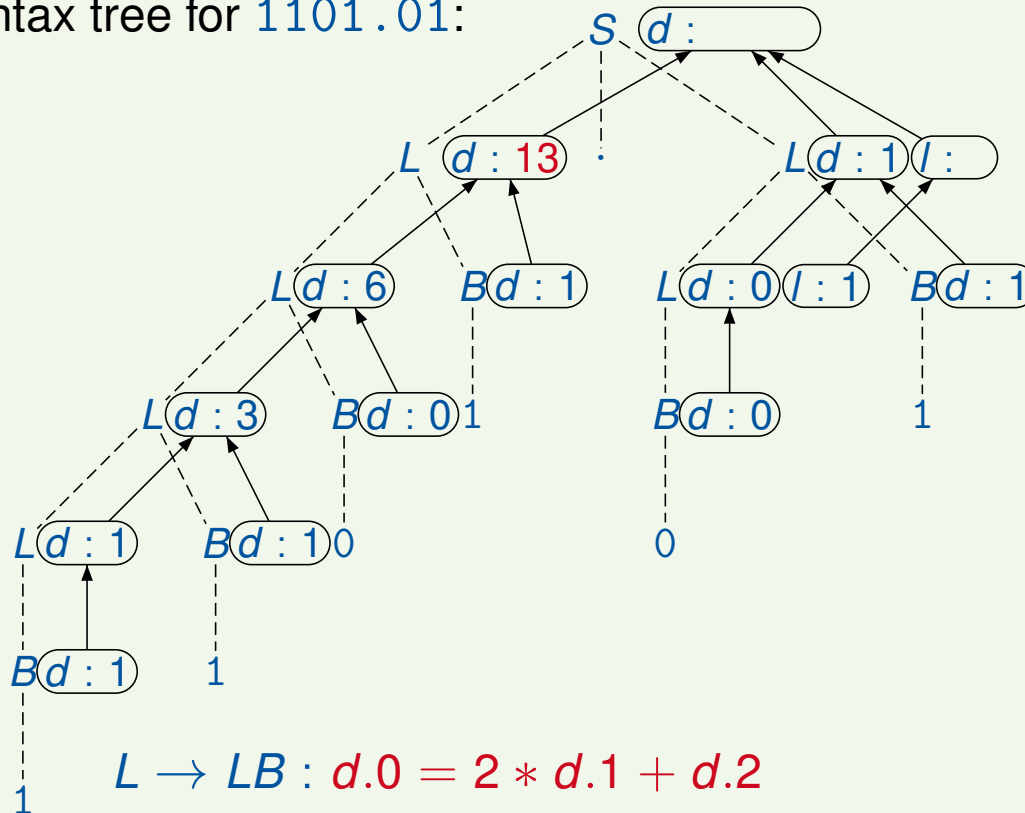 ntax tree for 1101.01:
S d :
L d : 13 . L d : 1 l :
L d : 6 B d : 1 L d : 0 l : 1 B d : 1
L d : 3 B d : 0 1 B d : 0 1
L d : 1 B d : 1 0 0
B d : 1 1
L → LB : d.0 = 2 * d.1 + d.2
1